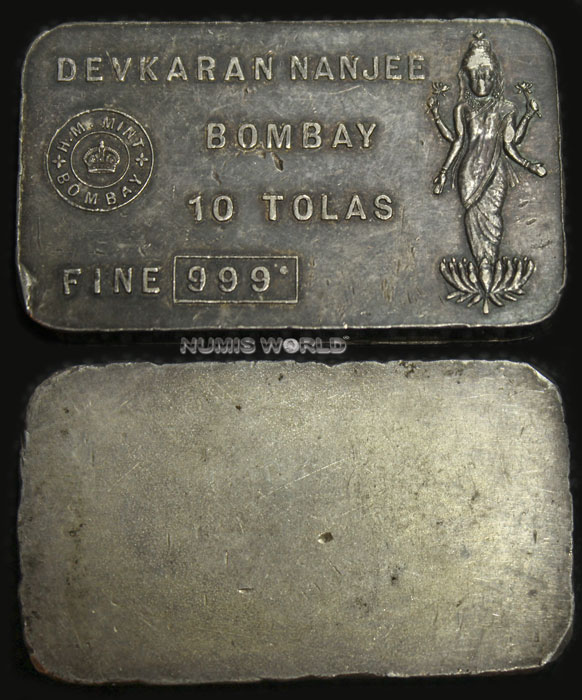 DEVKARAN NANJEE
BOMBAY
H.M. MINT
BOMBAY
10 TOLAS
FINE 999
NUMIS WORLD